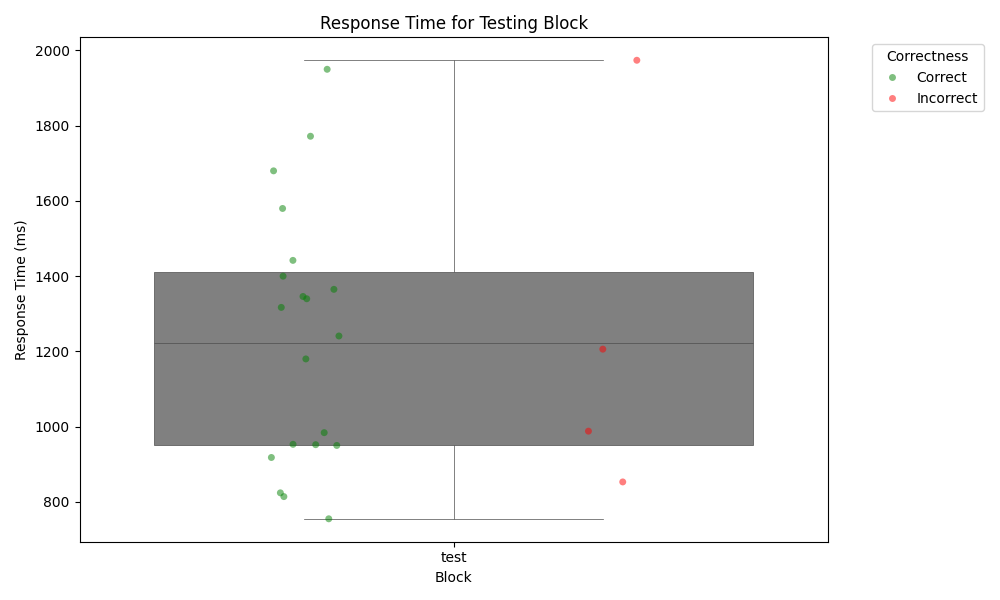 Response Time for Testing Block
Correctness
Correct
Incorrect
Response Time (ms)
2000
1800
1600
1400
1200
1000
800
test
Block